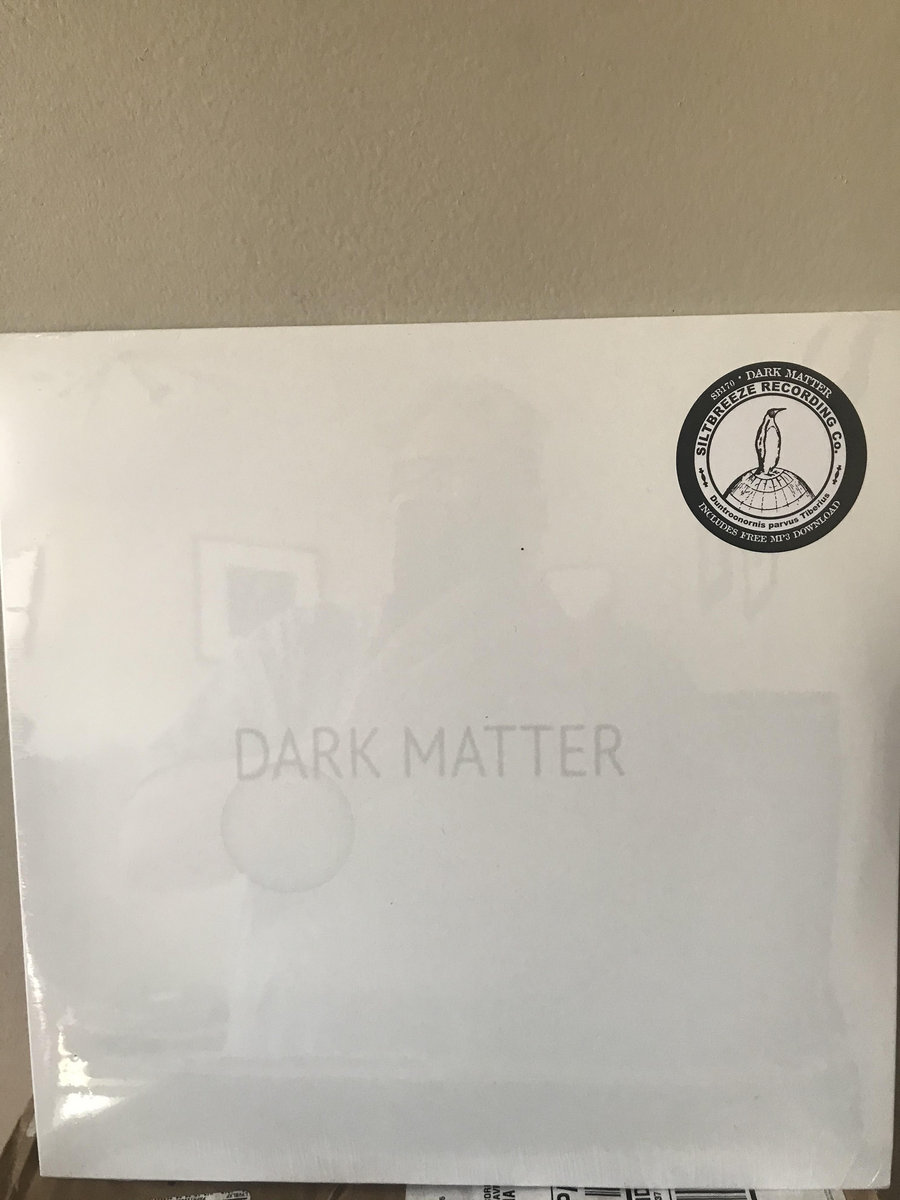 SB170 · DARK MATTER
SILTBREEZE RECORDING Co.
Duntroonornis parvus Tiberius
INCLUDES FREE MP3 DOWNLOAD
DARK MATTER